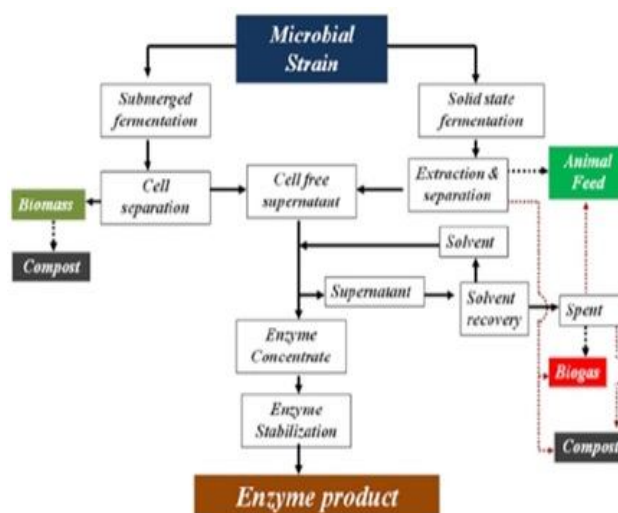 Microbial
Strain
Submerged
fermentation
Solid state
fermentation
Cell
separation
Cell free
supernatant
Extraction &
separation
Animal
Feed
Biomass
Compost
Solvent
Supernatant
Solvent
recovery
Spent
Enzyme
Concentrate
Biogas
Enzyme
Stabilization
Compost
Enzyme product